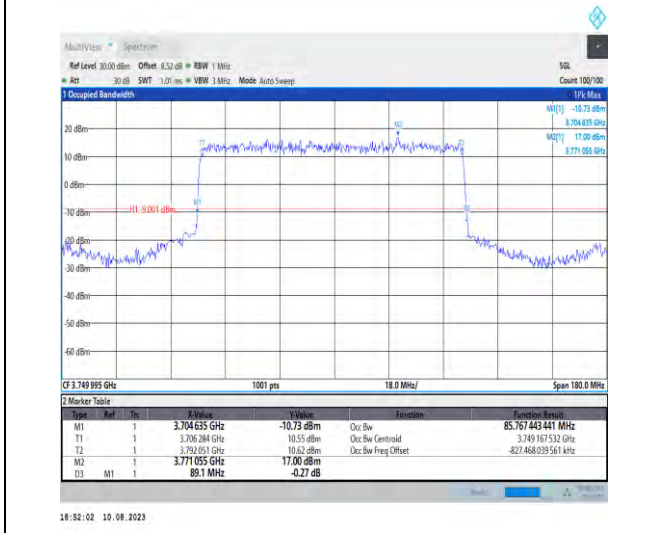 MultiView Spectrum
Ref Level 30.00 dBm Offset 8.52 dB RBW 1 MHz SGL
Att 30 dB SWT 1.01 ms VBW 3 MHz Mode Auto Sweep Count 100/100
1 Occupied Bandwidth 1Pk Max
M1[1] -10.73 dBm
3.704 635 GHz
M2[1] 17.00 dBm
3.771 055 GHz
M2
20 dBm
T1
10 dBm
0 dBm
M1
H1 -9.001 dBm
-10 dBm
-20 dBm
-30 dBm
-40 dBm
-50 dBm
-60 dBm
CF 3.749 995 GHz 1001 pts 18.0 MHz/ Span 180.0 MHz
2 Marker Table
Type Ref Trc X-Value Y-Value Function Function Result
M1 1 3.704 635 GHz -10.73 dBm Occ Bw 85.767 443 441 MHz
T1 1 3.706 284 GHz 10.55 dBm Occ Bw Centroid 3.749 167 532 GHz
T2 1 3.792 051 GHz 10.62 dBm Occ Bw Freq Offset -827.468 039 561 kHz
M2 1 3.771 055 GHz 17.00 dBm
D3 M1 1 89.1 MHz -0.27 dB
18:52:02 10.08.2023